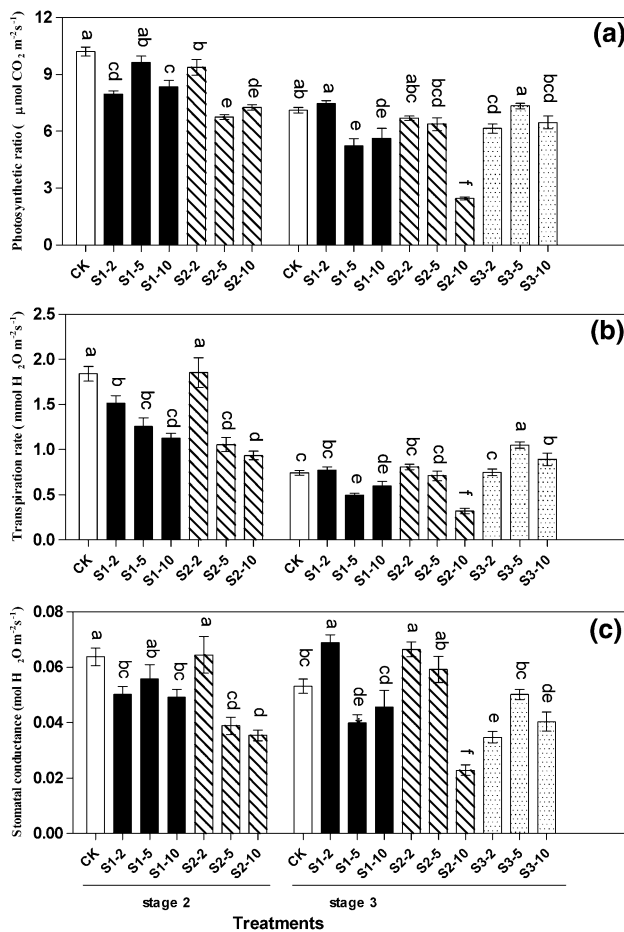 (a)
Photosynthetic ratio ( μmol CO2 m-2s-1)
12
9
6
3
0
a
cd
ab
c
b
e
de
ab
a
e
de
abc
bcd
f
cd
a
bcd
CK S1-2 S1-5 S1-10 S2-2 S2-5 S2-10 CK S1-2 S1-5 S1-10 S2-2 S2-5 S2-10 S3-2 S3-5 S3-10
(b)
Transpiration rate ( mmol H 2O m-2s-1)
2.5
2.0
1.5
1.0
0.5
0.0
a
b
bc
cd
a
cd
d
c
bc
e
de
bc
cd
f
c
a
b
CK S1-2 S1-5 S1-10 S2-2 S2-5 S2-10 CK S1-2 S1-5 S1-10 S2-2 S2-5 S2-10 S3-2 S3-5 S3-10
(c)
Stomatal conductance (mol H 2O m-2s-1)
0.08
0.06
0.04
0.02
0.00
a
bc
ab
bc
a
cd
d
bc
a
de
cd
a
ab
f
e
bc
de
CK S1-2 S1-5 S1-10 S2-2 S2-5 S2-10 CK S1-2 S1-5 S1-10 S2-2 S2-5 S2-10 S3-2 S3-5 S3-10
stage 2 stage 3
Treatments